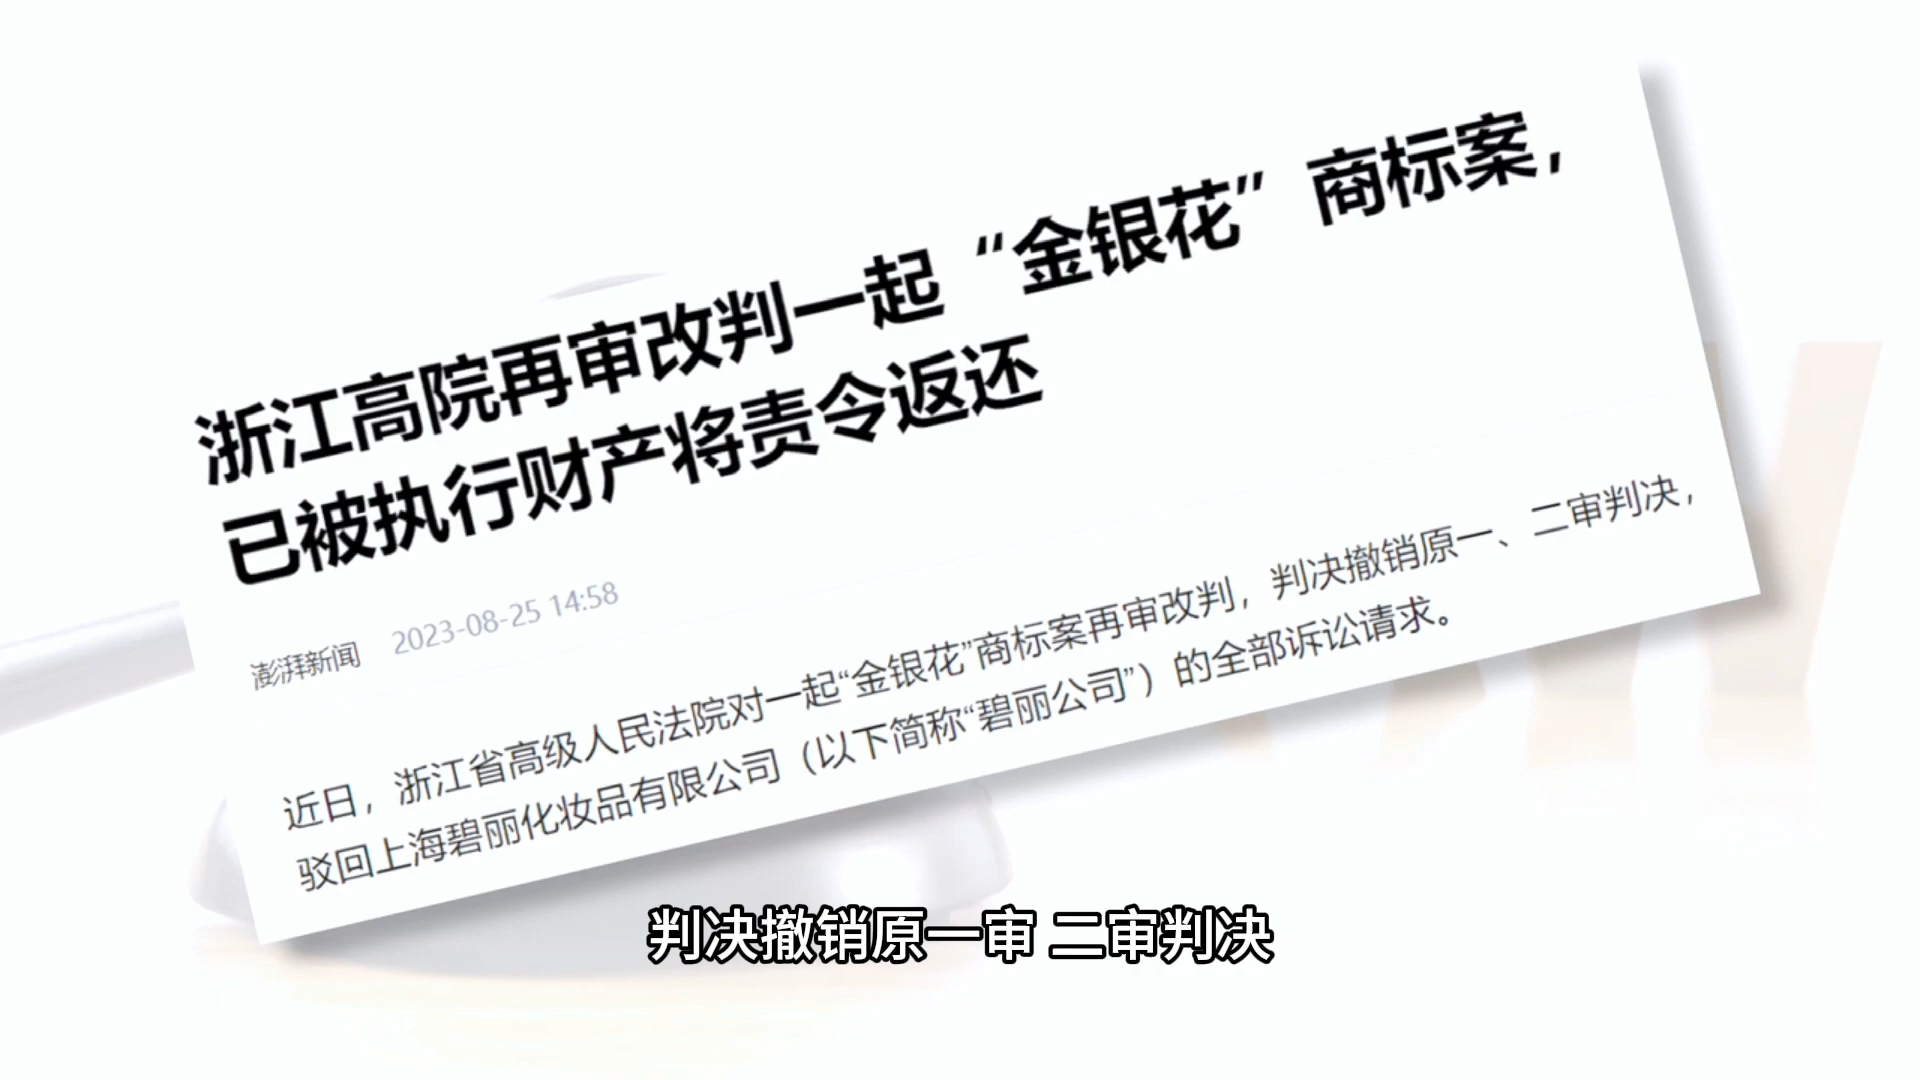 浙江高院再审改判一起“金银花”商标案，
已被执行财产将责令返还
澎湃新闻 2023-08-25 14:58
近日，浙江省高级人民法院对一起“金银花”商标案再审改判，判决撤销原一、二审判决，
驳回上海碧丽化妆品有限公司（以下简称“碧丽公司”）的全部诉讼请求。
判决撤销原一审 二审判决